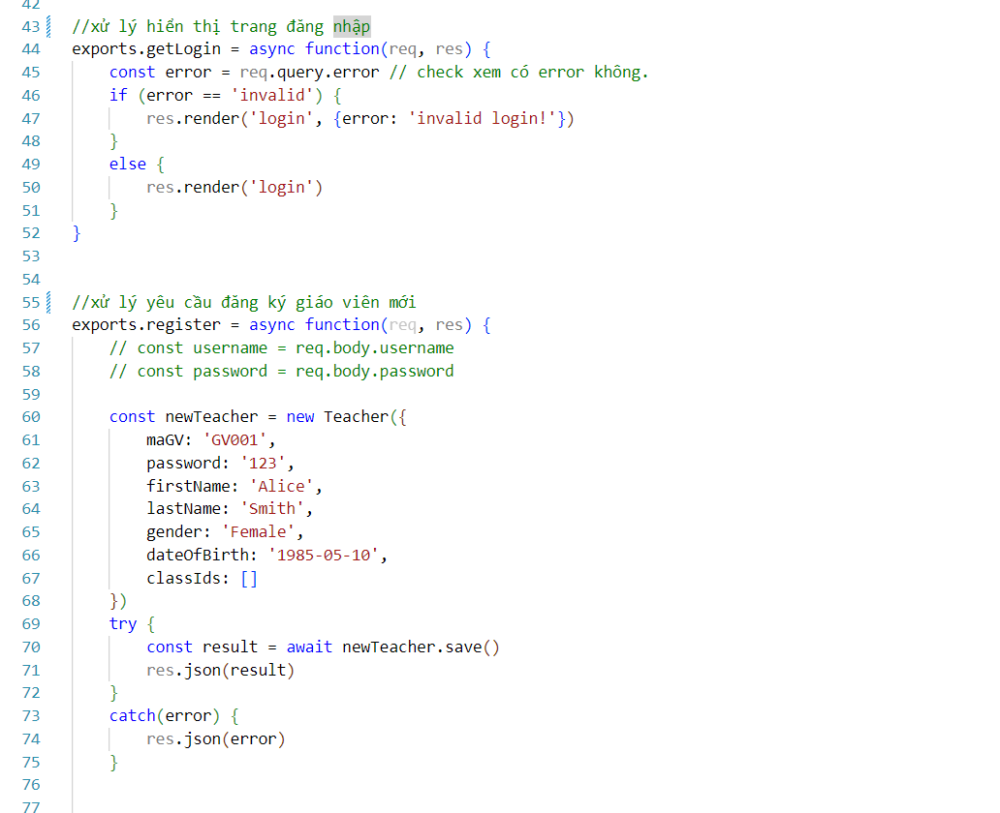 42
43 //xử lý hiển thị trang đăng nhập
44 exports.getLogin = async function(req, res) {
45     const error = req.query.error // check xem có error không.
46     if (error == 'invalid') {
47         res.render('login', {error: 'invalid login!'})
48     }
49     else {
50         res.render('login')
51     }
52 }
53
54
55 //xử lý yêu cầu đăng ký giáo viên mới
56 exports.register = async function(req, res) {
57     // const username = req.body.username
58     // const password = req.body.password
59
60     const newTeacher = new Teacher({
61         maGV: 'GV001',
62         password: '123',
63         firstName: 'Alice',
64         lastName: 'Smith',
65         gender: 'Female',
66         dateOfBirth: '1985-05-10',
67         classIds: []
68     })
69     try {
70         const result = await newTeacher.save()
71         res.json(result)
72     }
73     catch(error) {
74         res.json(error)
75     }
76
77